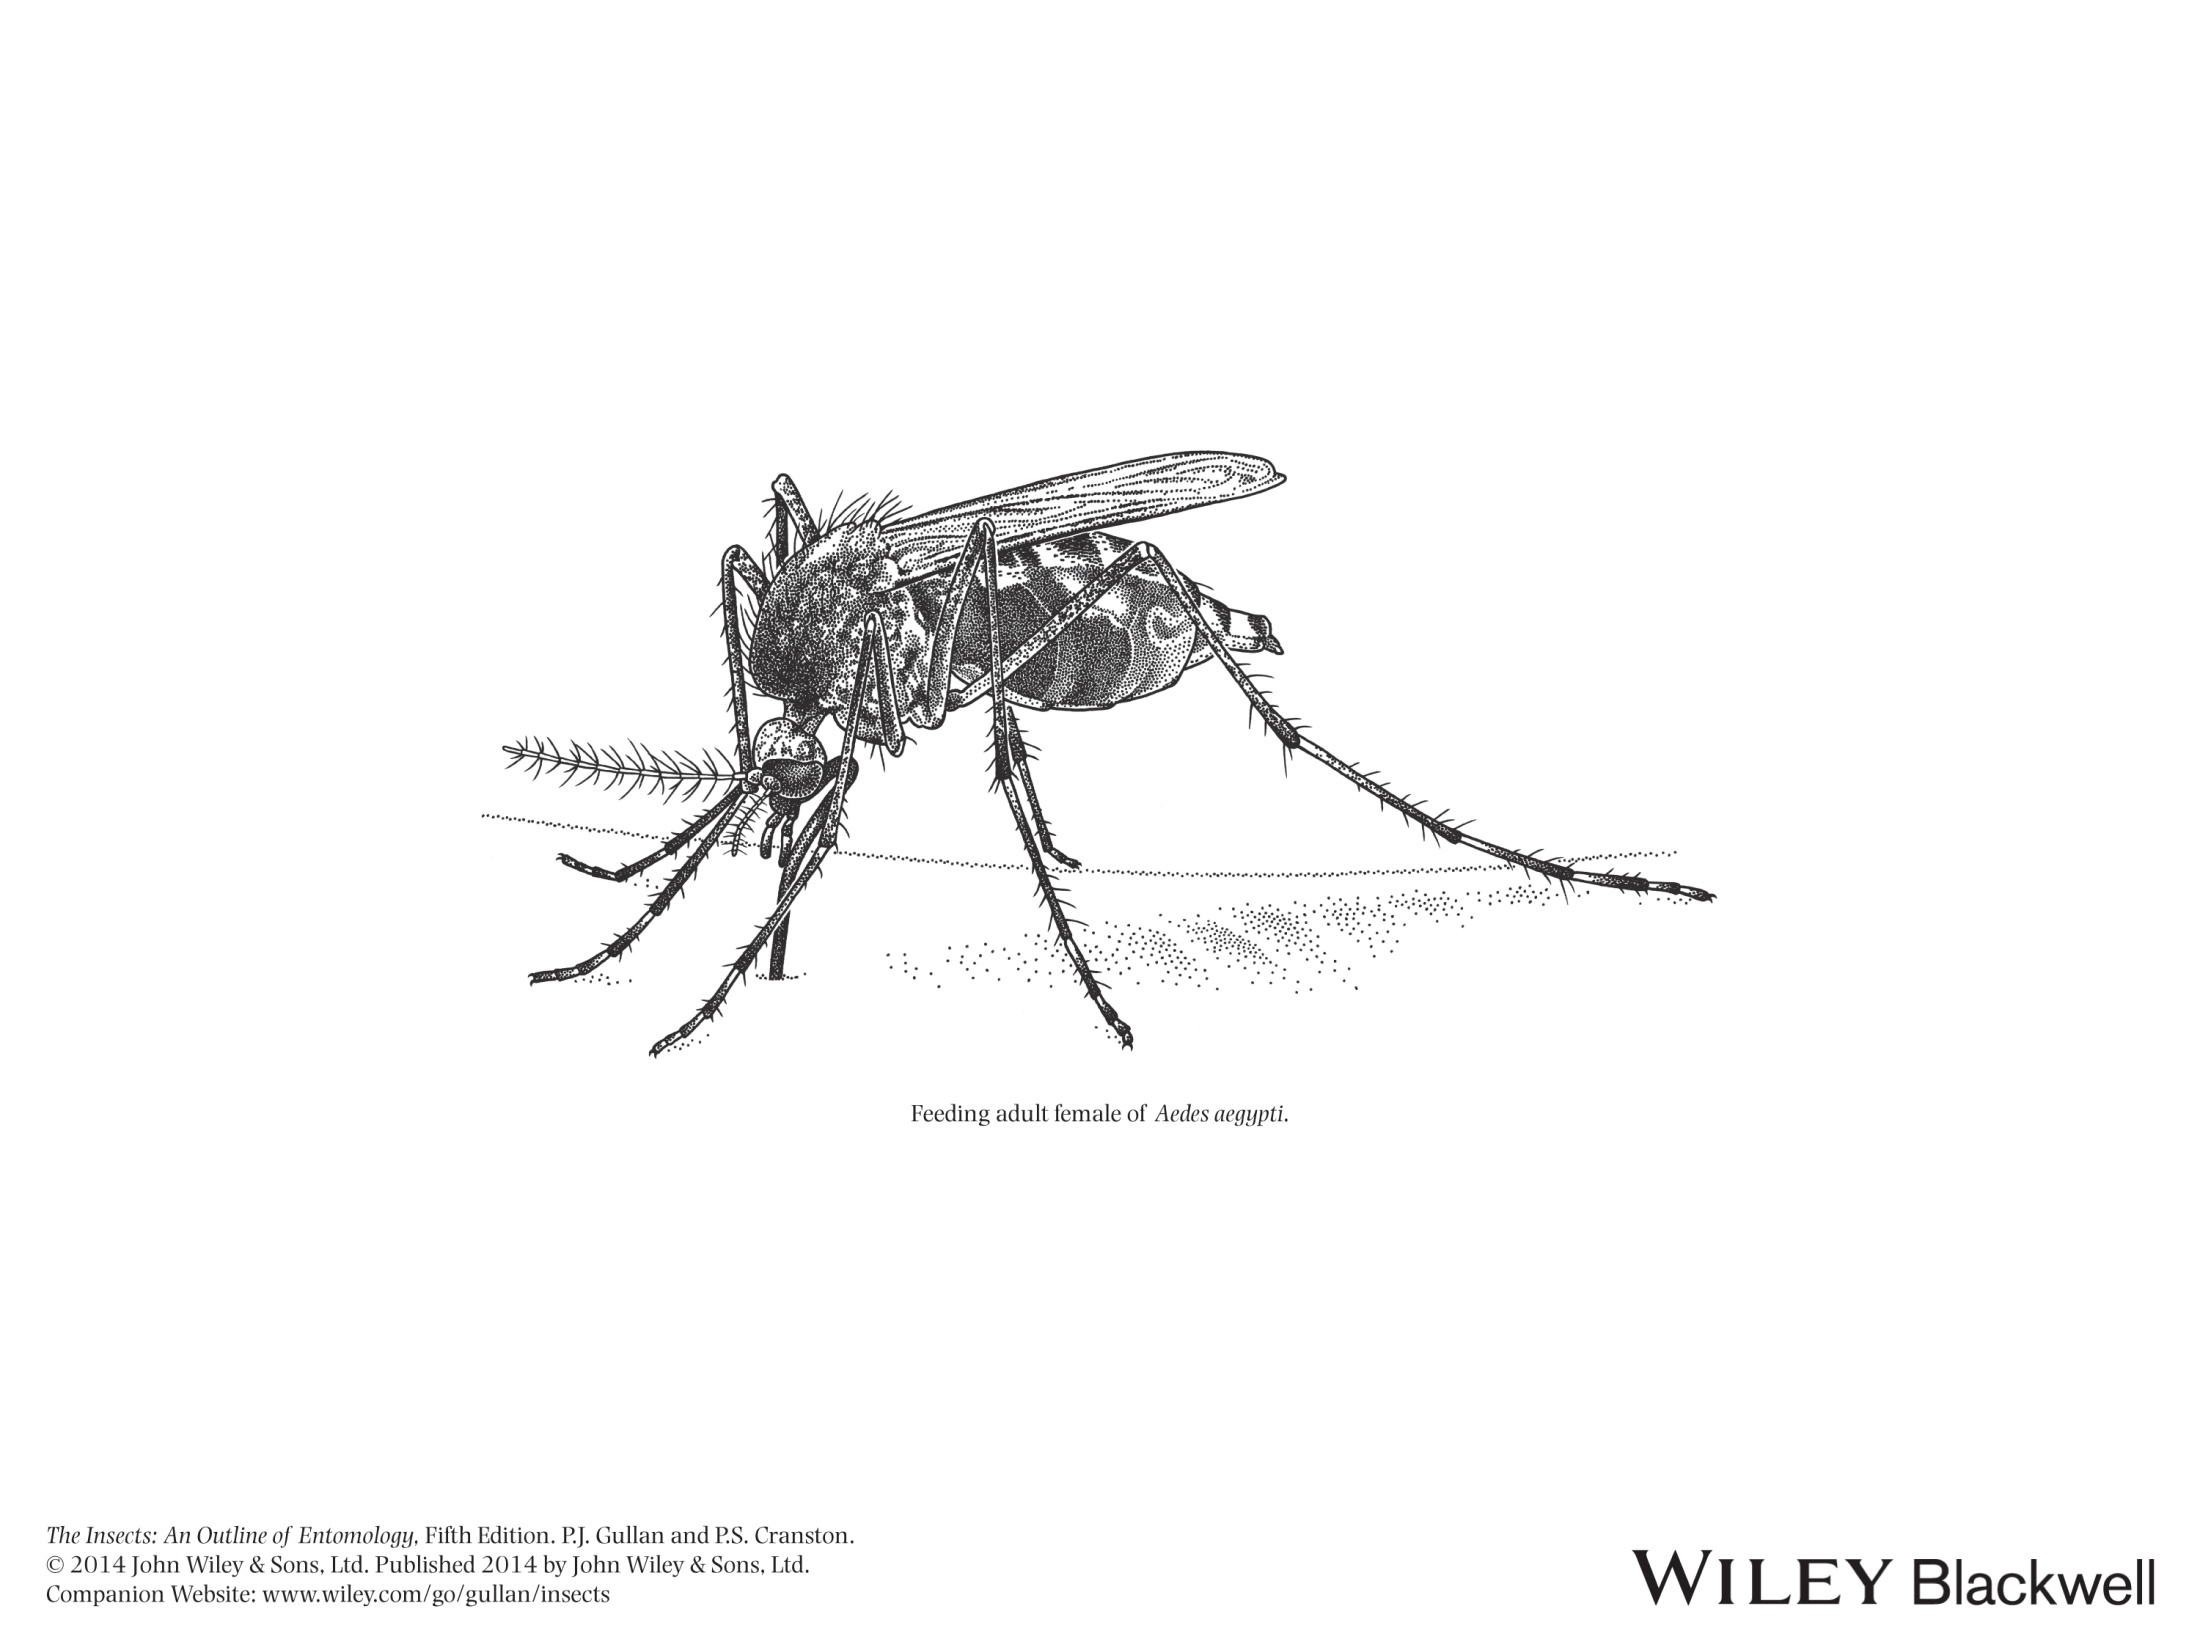 Feeding adult female of Aedes aegypti.
The Insects: An Outline of Entomology, Fifth Edition. P.J. Gullan and P.S. Cranston.
© 2014 John Wiley & Sons, Ltd. Published 2014 by John Wiley & Sons, Ltd.
Companion Website: www.wiley.com/go/gullan/insects
WILEY Blackwell